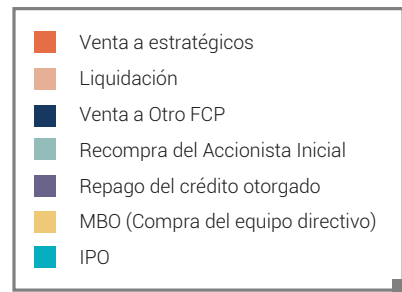 Venta a estratégicos
Liquidación
Venta a Otro FCP
Recompra del Accionista Inicial
Repago del crédito otorgado
MBO (Compra del equipo directivo)
IPO